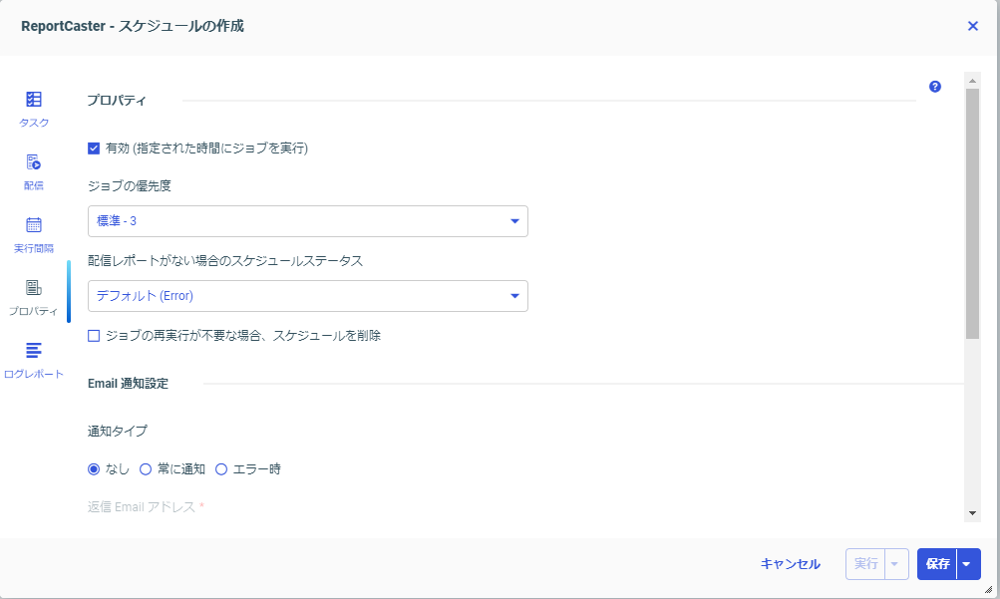 ReportCaster - スケジュールの作成
タスク
配信
実行間隔
プロパティ
ログレポート
プロパティ
有効 (指定された時間にジョブを実行)
ジョブの優先度
標準 - 3
配信レポートがない場合のスケジュールステータス
デフォルト (Error)
ジョブの再実行が不要な場合、スケジュールを削除
Email 通知設定
通知タイプ
なし 常に通知 エラー時
返信 Email アドレス *
キャンセル 実行 保存